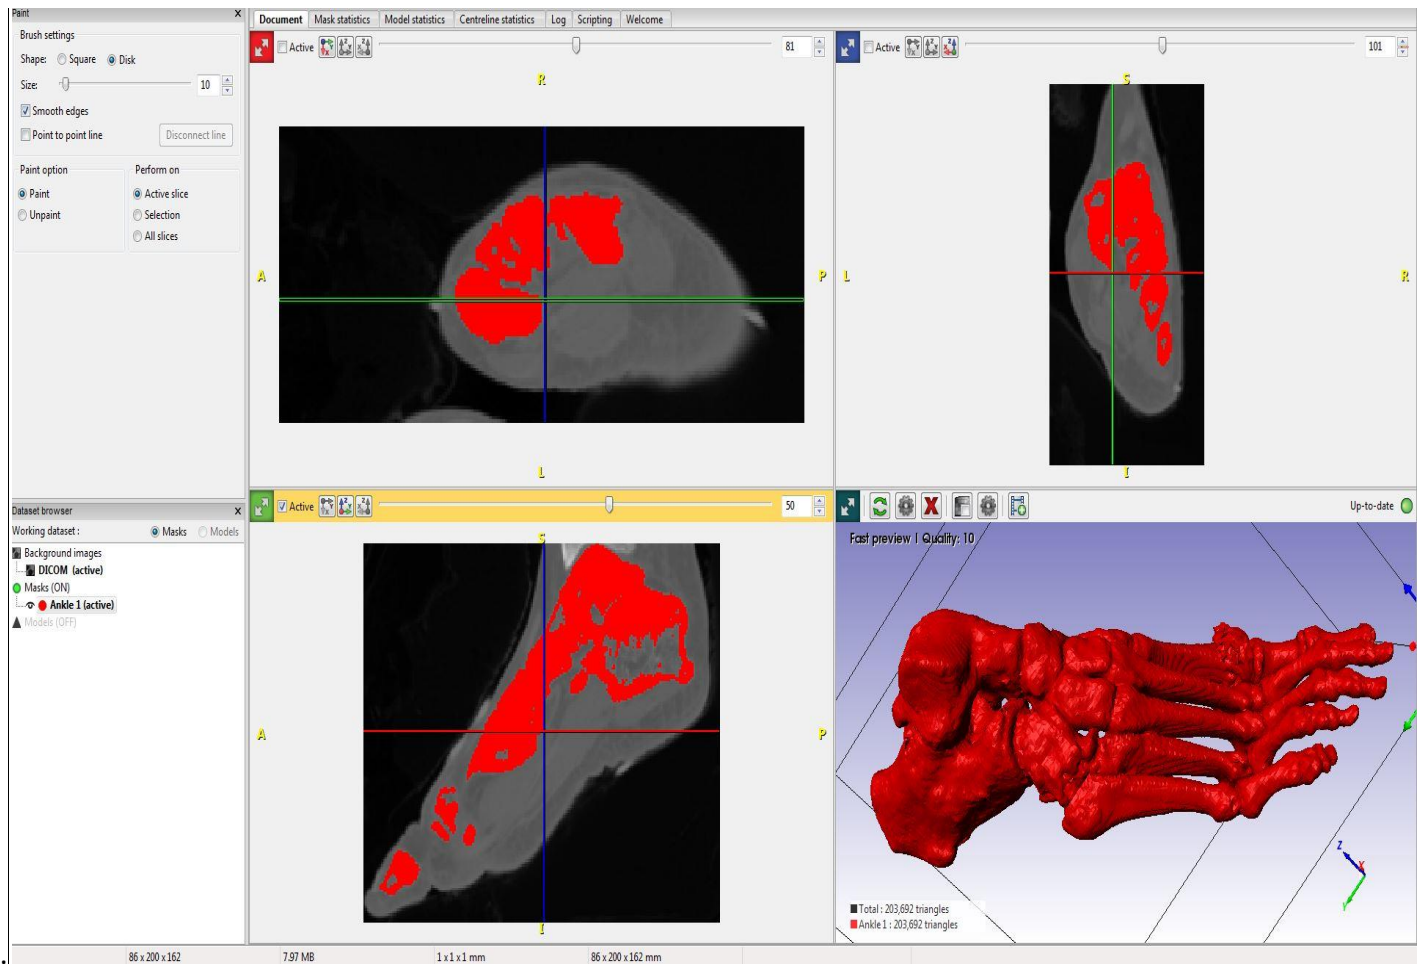 Paint X
Brush settings
Shape: Square Disk
Size: 10
Smooth edges
Point to point line Disconnect line
Paint option Perform on
Paint Active slice
Unpaint Selection
All slices
Dataset browser X
Working dataset : Masks Models
Background images
DICOM (active)
Masks (ON)
Ankle 1 (active)
Models (OFF)
Document Mask statistics Model statistics Centreline statistics Log Scripting Welcome
Active 81
R
A P
L
Active 101
S
L R
I
Active 50
S
A P
I
Up-to-date
Fast preview | Quality: 10
Z X
Y
Total : 203,692 triangles
Ankle 1 : 203,692 triangles
86 x 200 x 162 7.97 MB 1 x 1 x 1 mm 86 x 200 x 162 mm